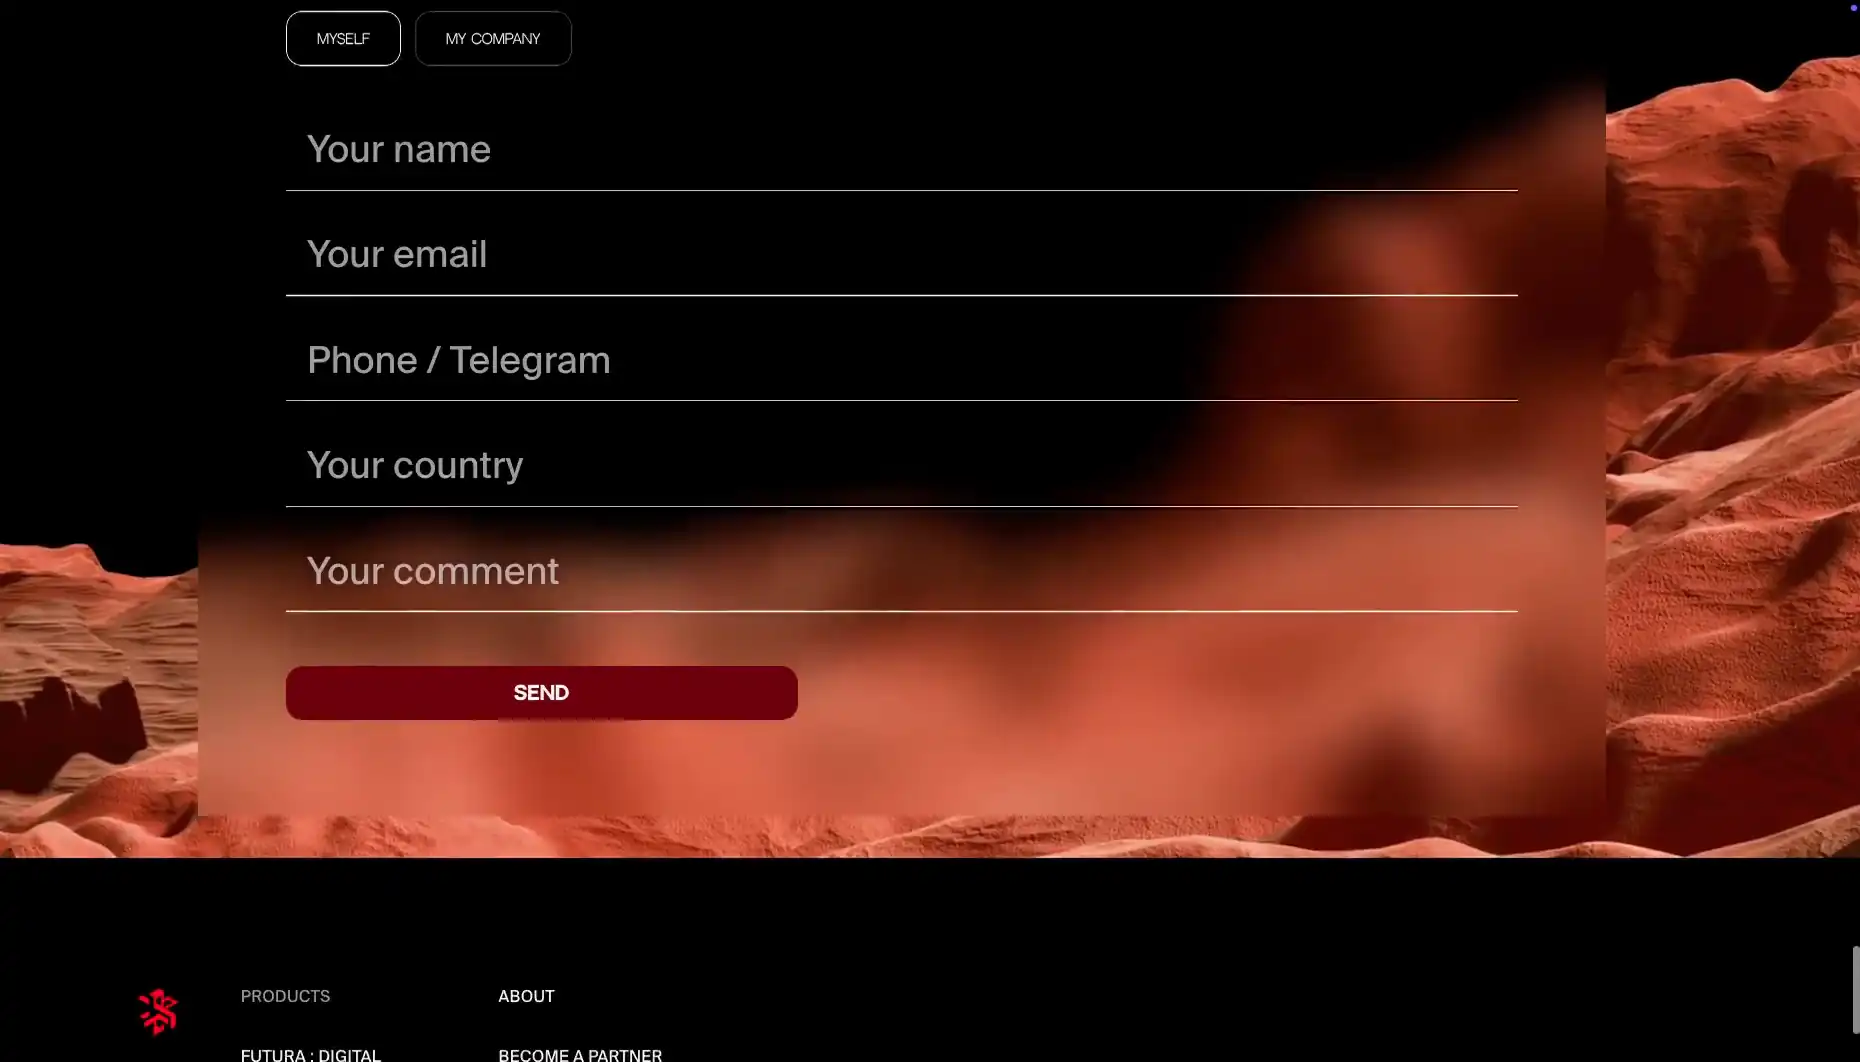 MYSELF
MY COMPANY
Your name
Your email
Phone / Telegram
Your country
Your comment
SEND
PRODUCTS
ABOUT
FUTURA : DIGITAL
BECOME A PARTNER